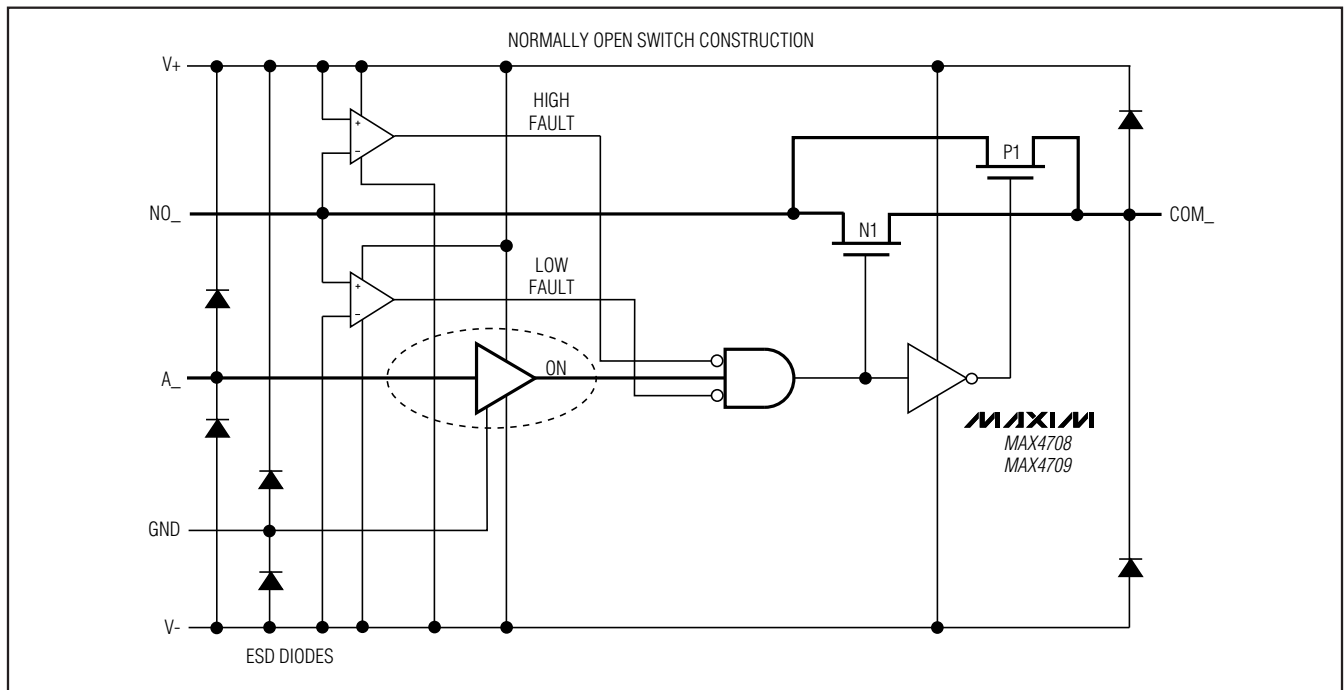 NORMALLY OPEN SWITCH CONSTRUCTION
V+
HIGH
FAULT
+
−
P1
NO_
COM_
N1
LOW
FAULT
+
−
ON
A_
MAXIM
MAX4708
MAX4709
GND
V-
ESD DIODES